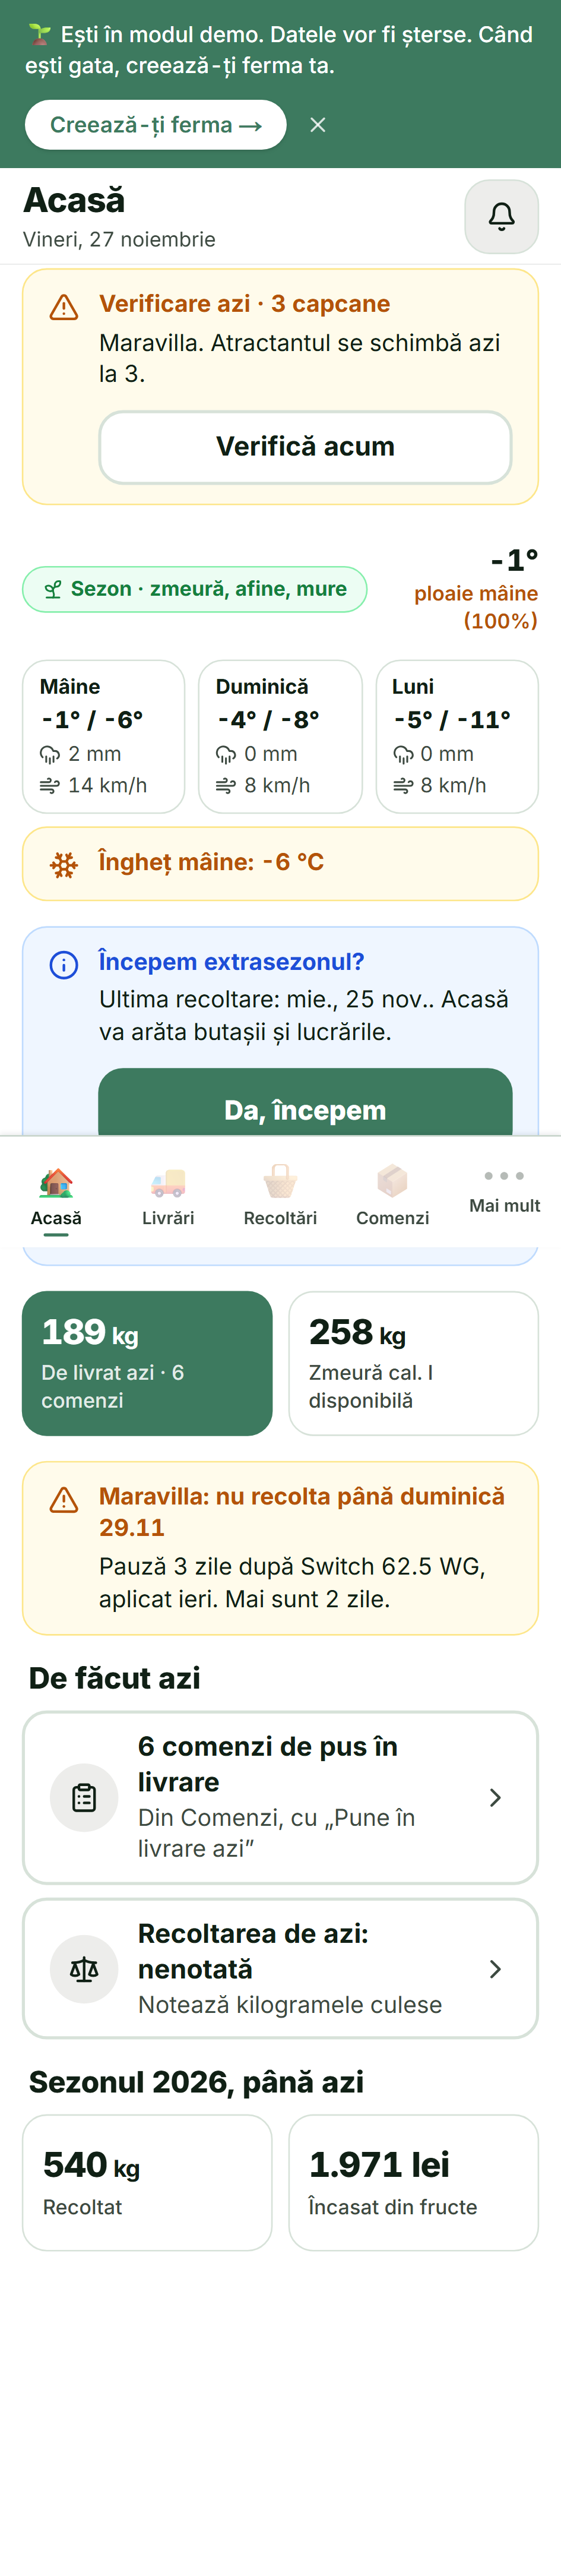 🌱 Ești în modul demo. Datele vor fi șterse. Când
ești gata, creează-ți ferma ta.
Creează-ți ferma →
Acasă
Vineri, 27 noiembrie
Verificare azi · 3 capcane
Maravilla. Atractantul se schimbă azi
la 3.
Verifică acum
Sezon · zmeură, afine, mure
-1°
ploaie mâine
(100%)
Mâine
-1° / -6°
2 mm
14 km/h
Duminică
-4° / -8°
0 mm
8 km/h
Luni
-5° / -11°
0 mm
8 km/h
Îngheț mâine: -6 °C
Începem extrasezonul?
Ultima recoltare: mie., 25 nov.. Acasă
va arăta butașii și lucrările.
Da, începem
Acasă
Livrări
Recoltări
Comenzi
Mai mult
189 kg
De livrat azi · 6
comenzi
258 kg
Zmeură cal. I
disponibilă
Maravilla: nu recolta până duminică
29.11
Pauză 3 zile după Switch 62.5 WG,
aplicat ieri. Mai sunt 2 zile.
De făcut azi
6 comenzi de pus în
livrare
Din Comenzi, cu „Pune în
livrare azi”
Recoltarea de azi:
nenotată
Notează kilogramele culese
Sezonul 2026, până azi
540 kg
Recoltat
1.971 lei
Încasat din fructe